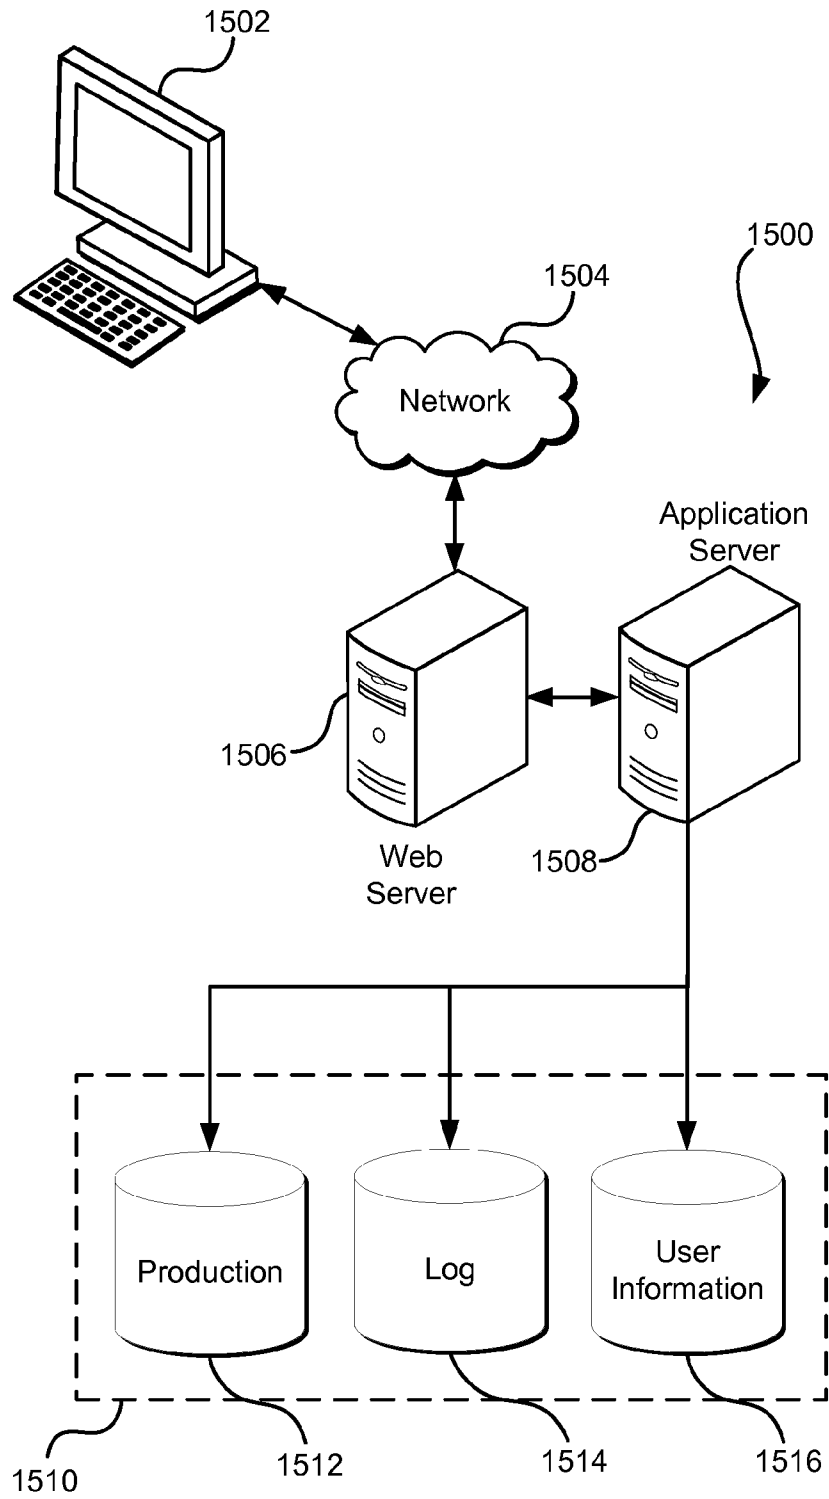 1502
1500
1504
Network
Application
Server
1506
Web
Server
1508
Production
Log
User
Information
1510
1512
1514
1516